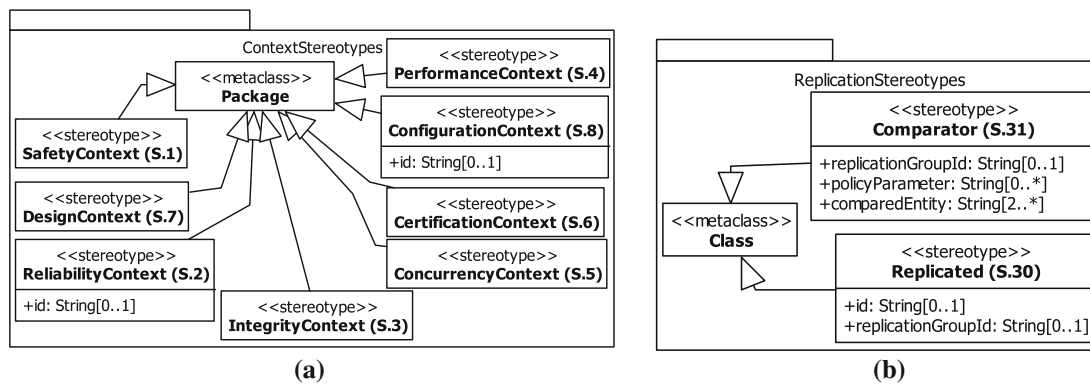 ContextStereotypes
<<metaclass>>
Package
<<stereotype>>
PerformanceContext (S.4)
<<stereotype>>
ConfigurationContext (S.8)
+id: String[0..1]
<<stereotype>>
SafetyContext (S.1)
<<stereotype>>
DesignContext (S.7)
<<stereotype>>
CertificationContext (S.6)
<<stereotype>>
ReliabilityContext (S.2)
+id: String[0..1]
<<stereotype>>
ConcurrencyContext (S.5)
<<stereotype>>
IntegrityContext (S.3)
(a)
ReplicationStereotypes
<<stereotype>>
Comparator (S.31)
+replicationGroupId: String[0..1]
+policyParameter: String[0..*]
+comparedEntity: String[2..*]
<<metaclass>>
Class
<<stereotype>>
Replicated (S.30)
+id: String[0..1]
+replicationGroupId: String[0..1]
(b)